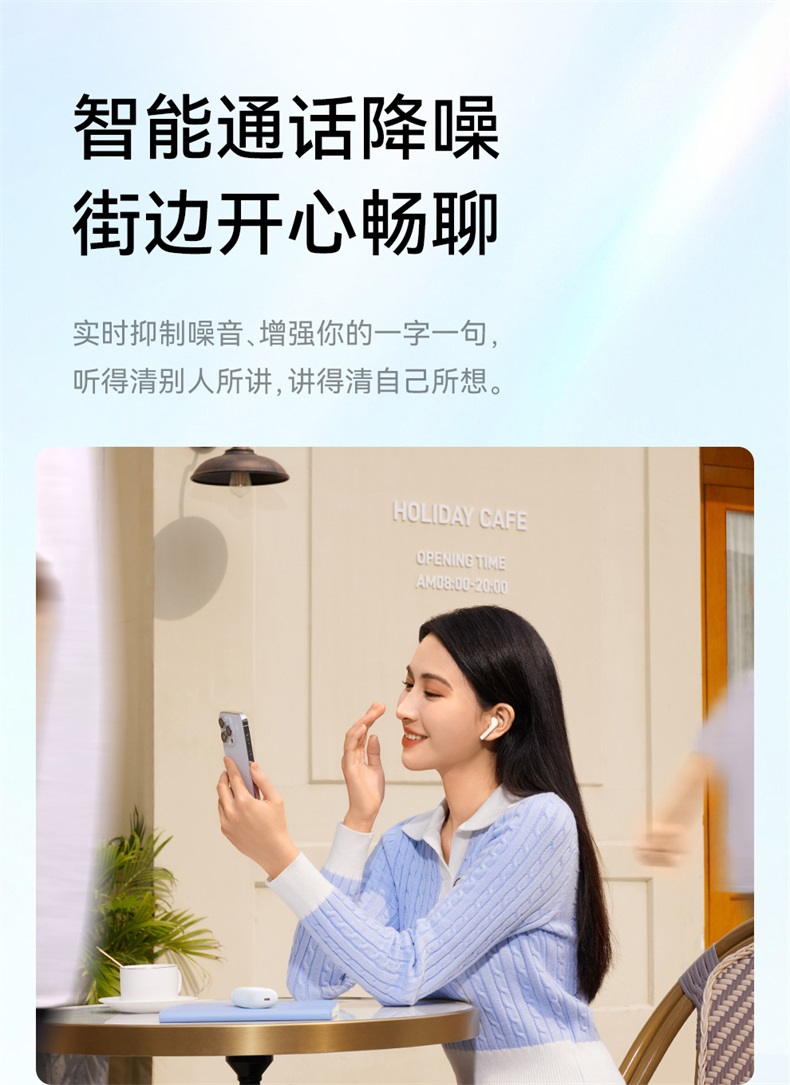 智能通话降噪
街边开心畅聊
实时抑制噪音、增强你的一字一句，
听得清别人所讲，讲得清自己所想。
HOLIDAY CAFE
OPENING TIME
AM08:00-20:00